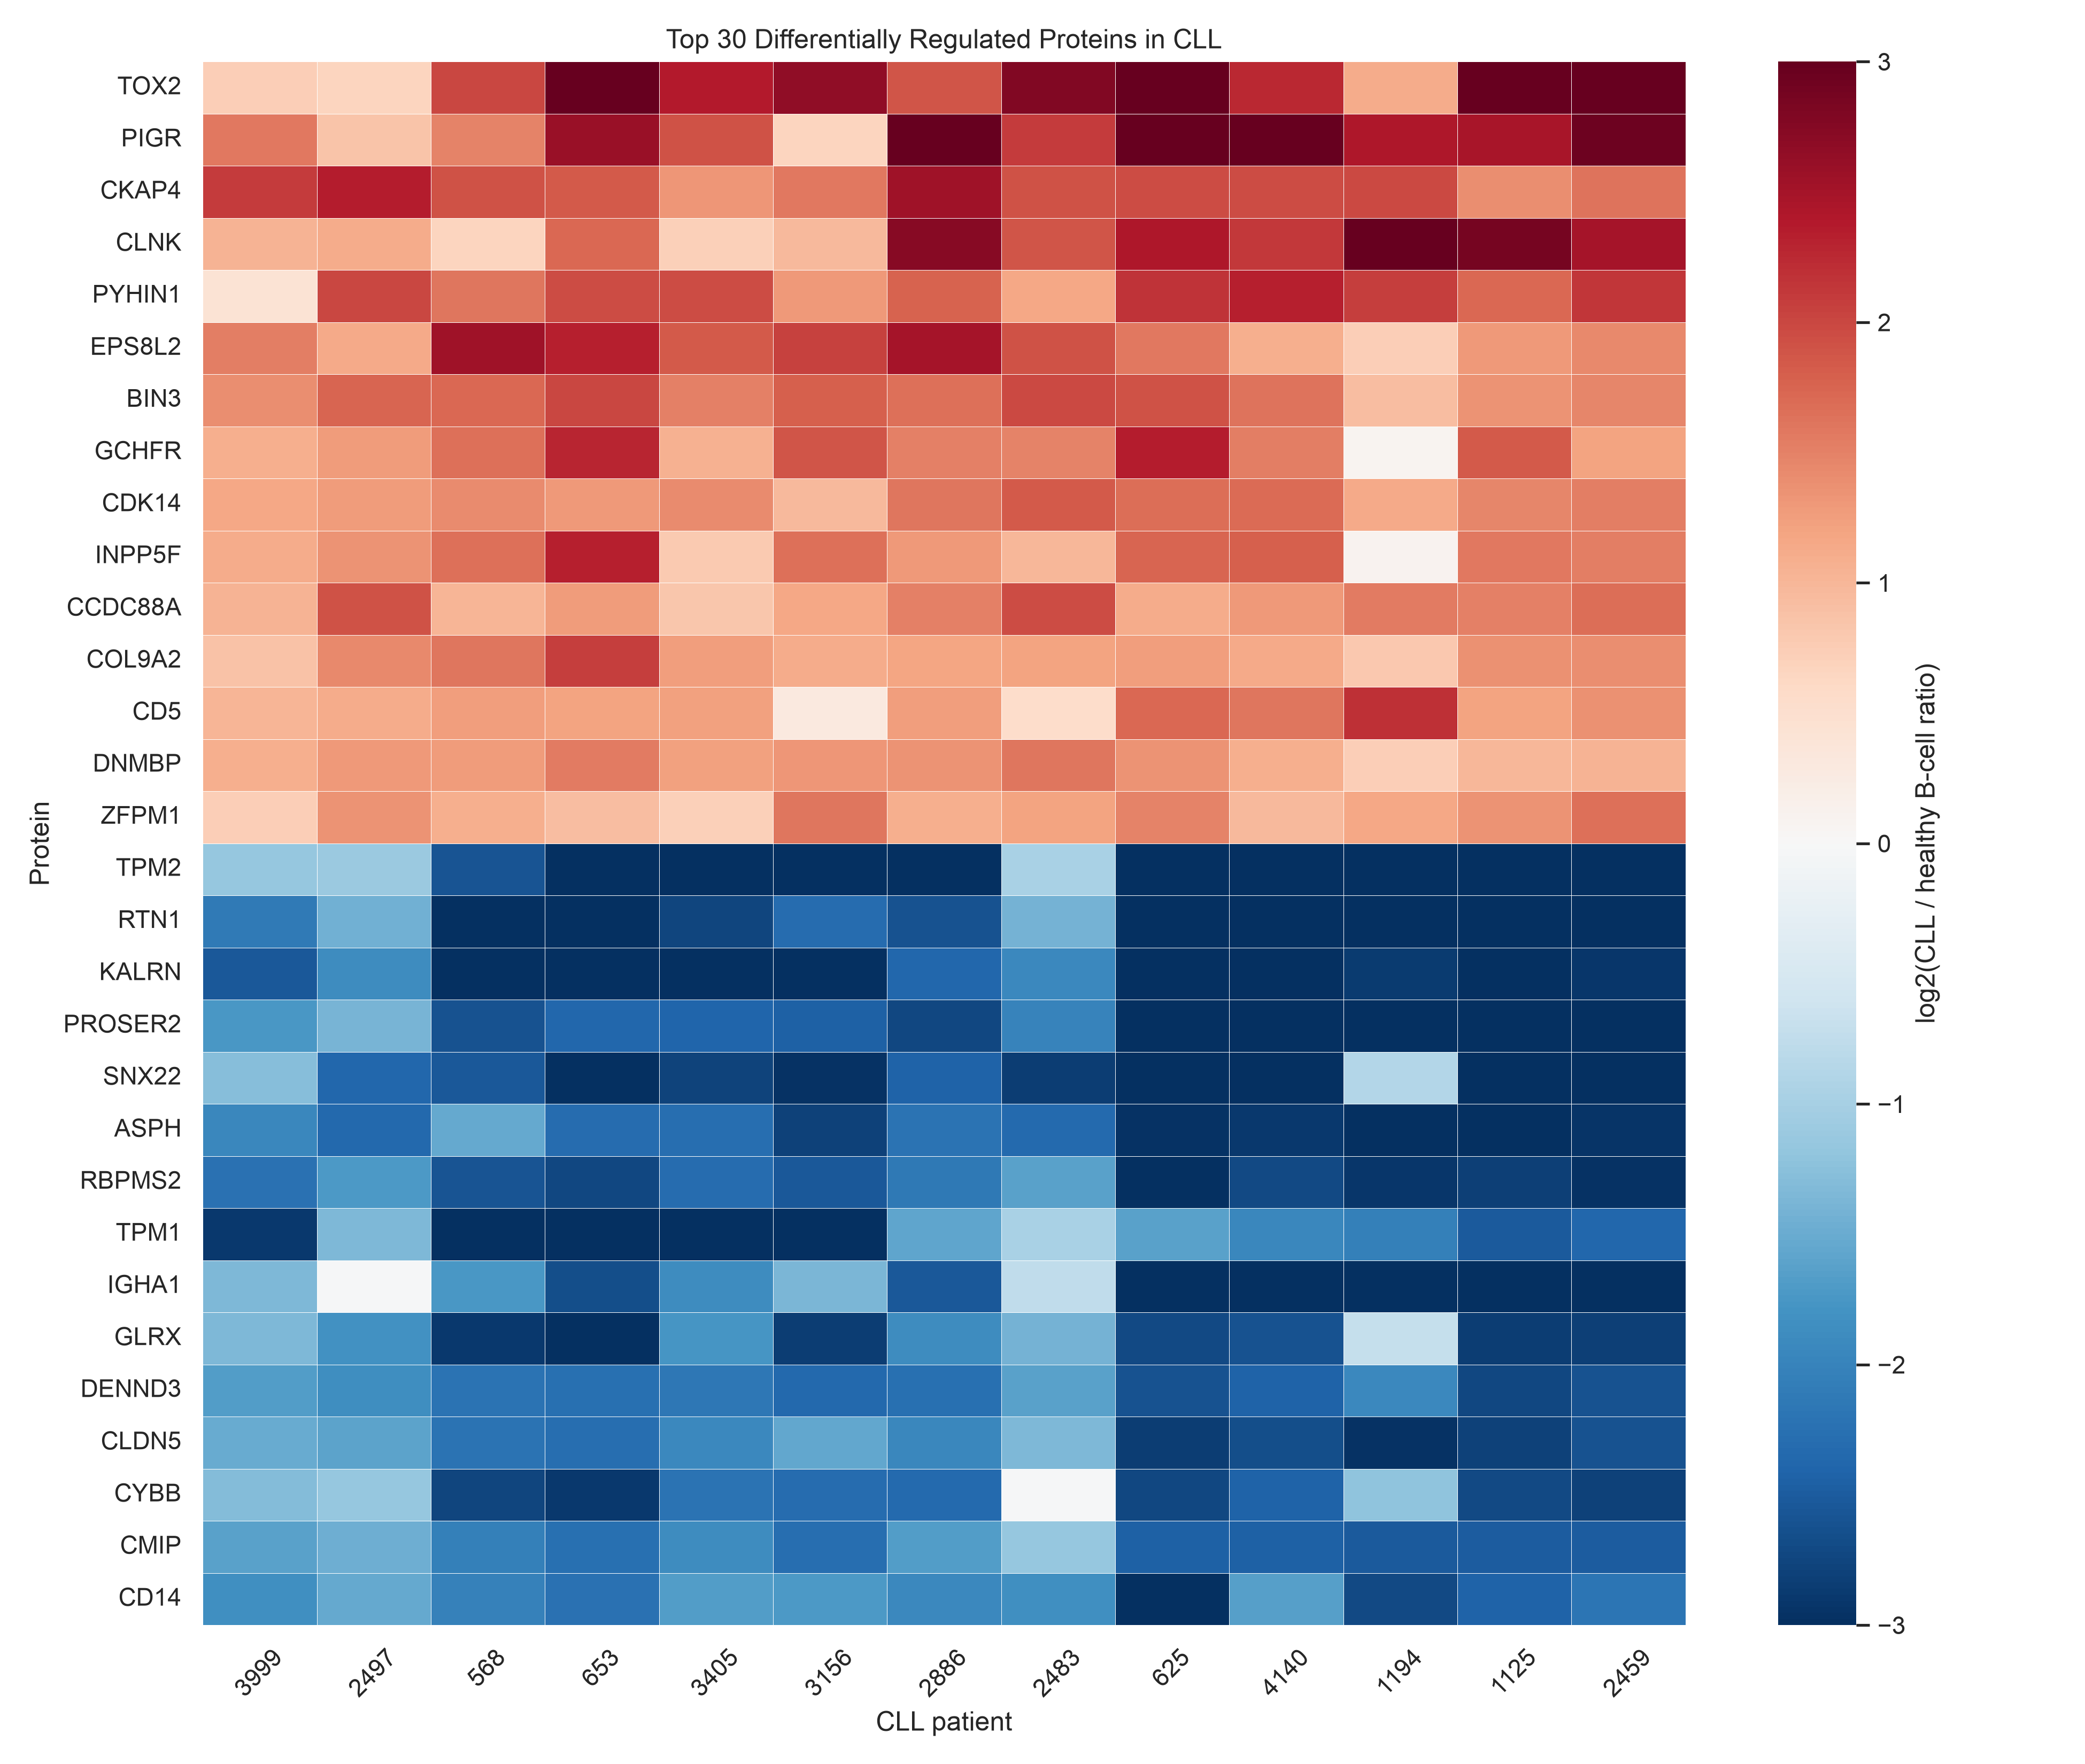 Top 30 Differentially Regulated Proteins in CLL
TOX2
PIGR
CKAP4
CLNK
PYHIN1
EPS8L2
BIN3
GCHFR
CDK14
INPP5F
CCDC88A
COL9A2
CD5
DNMBP
ZFPM1
TPM2
RTN1
KALRN
PROSER2
SNX22
ASPH
RBPMS2
TPM1
IGHA1
GLRX
DENND3
CLDN5
CYBB
CMIP
CD14
Protein
3999 2497 568 653 3405 3156 2886 2483 625 4140 1194 1125 2459
CLL patient
3
2
1
0
−1
−2
−3
log2(CLL / healthy B-cell ratio)